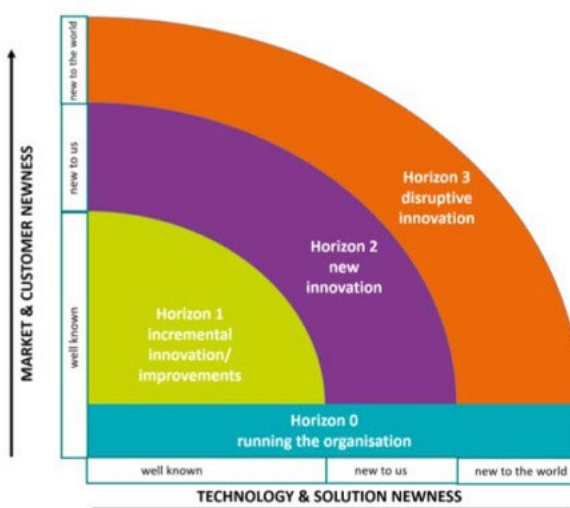 MARKET & CUSTOMER NEWNESS
new to the world
new to us
well known
Horizon 3
disruptive
innovation
Horizon 2
new
innovation
Horizon 1
incremental
innovation/
improvements
Horizon 0
running the organisation
well known
new to us
new to the world
TECHNOLOGY & SOLUTION NEWNESS